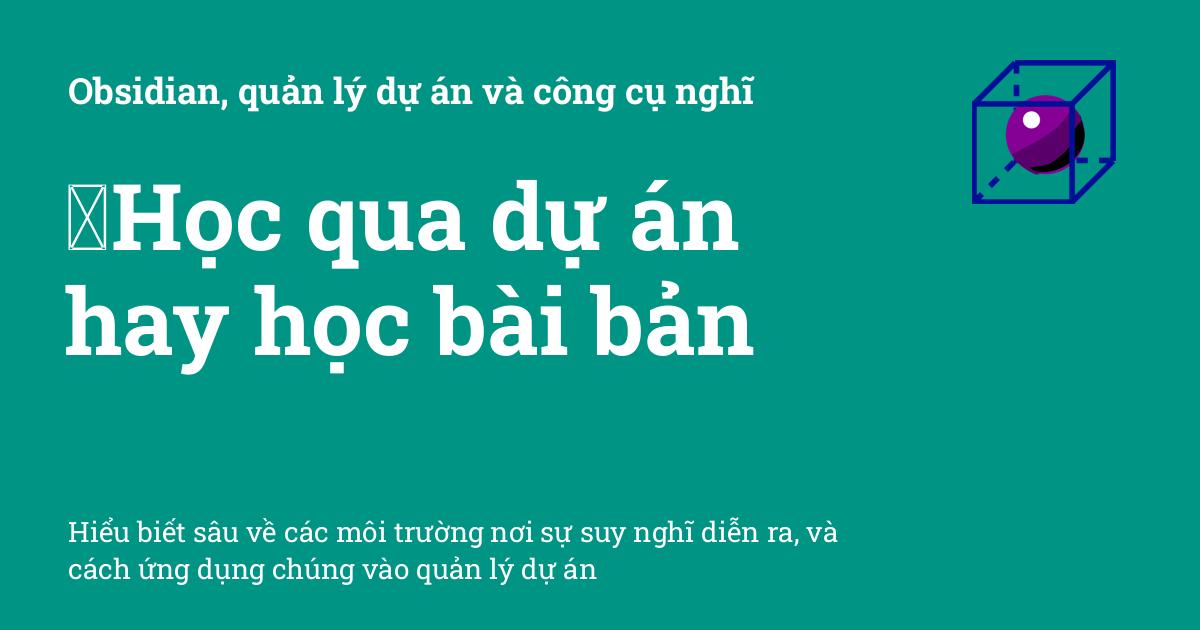 Obsidian, quản lý dự án và công cụ nghĩ
Học qua dự án
hay học bài bản
Hiểu biết sâu về các môi trường nơi sự suy nghĩ diễn ra, và
cách ứng dụng chúng vào quản lý dự án